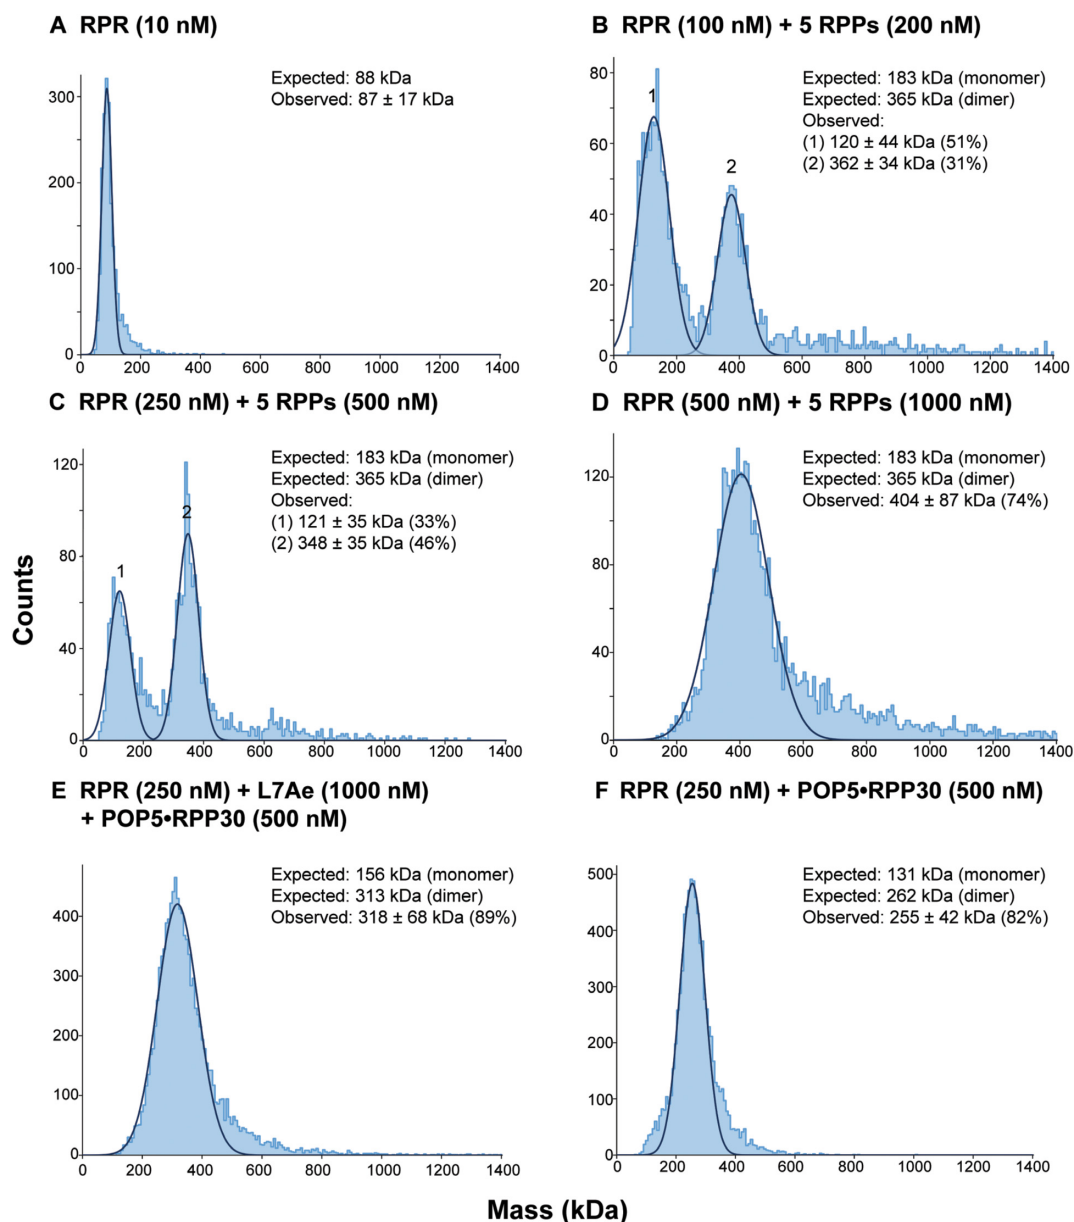 A RPR (10 nM)
Expected: 88 kDa
Observed: 87 ± 17 kDa
300
200
100
0
0 200 400 600 800 1000 1200 1400
B RPR (100 nM) + 5 RPPs (200 nM)
Expected: 183 kDa (monomer)
Expected: 365 kDa (dimer)
Observed:
(1) 120 ± 44 kDa (51%)
(2) 362 ± 34 kDa (31%)
1
2
80
60
40
20
0
0 200 400 600 800 1000 1200 1400
C RPR (250 nM) + 5 RPPs (500 nM)
Expected: 183 kDa (monomer)
Expected: 365 kDa (dimer)
Observed:
(1) 121 ± 35 kDa (33%)
(2) 348 ± 35 kDa (46%)
1
2
120
80
40
0
0 200 400 600 800 1000 1200 1400
D RPR (500 nM) + 5 RPPs (1000 nM)
Expected: 183 kDa (monomer)
Expected: 365 kDa (dimer)
Observed: 404 ± 87 kDa (74%)
120
80
40
0
0 200 400 600 800 1000 1200 1400
Counts
E RPR (250 nM) + L7Ae (1000 nM)
+ POP5•RPP30 (500 nM)
Expected: 156 kDa (monomer)
Expected: 313 kDa (dimer)
Observed: 318 ± 68 kDa (89%)
400
300
200
100
0
0 200 400 600 800 1000 1200 1400
F RPR (250 nM) + POP5•RPP30 (500 nM)
Expected: 131 kDa (monomer)
Expected: 262 kDa (dimer)
Observed: 255 ± 42 kDa (82%)
500
400
300
200
100
0
0 200 400 600 800 1000 1200 1400
Mass (kDa)